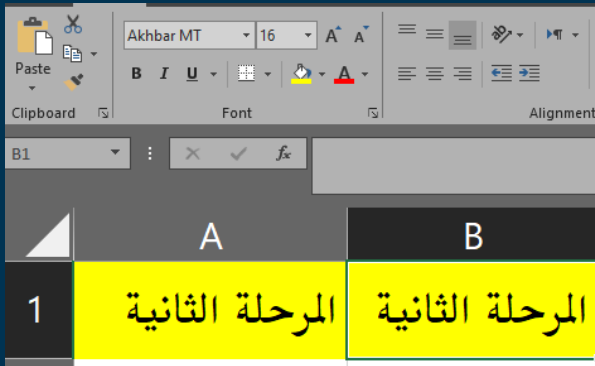 Akhbar MT 16 A A
Paste B I U A
Clipboard Font Alignment
B1 fx
A B
1 المرحلة الثانية المرحلة الثانية